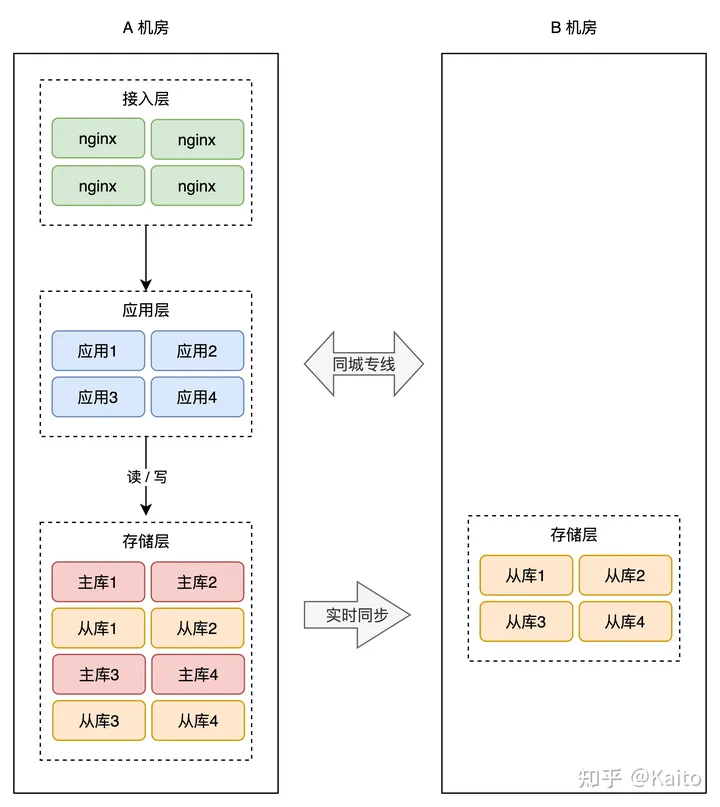 A 机房
B 机房
接入层
nginx
nginx
nginx
nginx
应用层
应用1
应用2
应用3
应用4
同城专线
读 / 写
存储层
主库1
主库2
从库1
从库2
主库3
主库4
从库3
从库4
实时同步
存储层
从库1
从库2
从库3
从库4
知乎 @Kaito